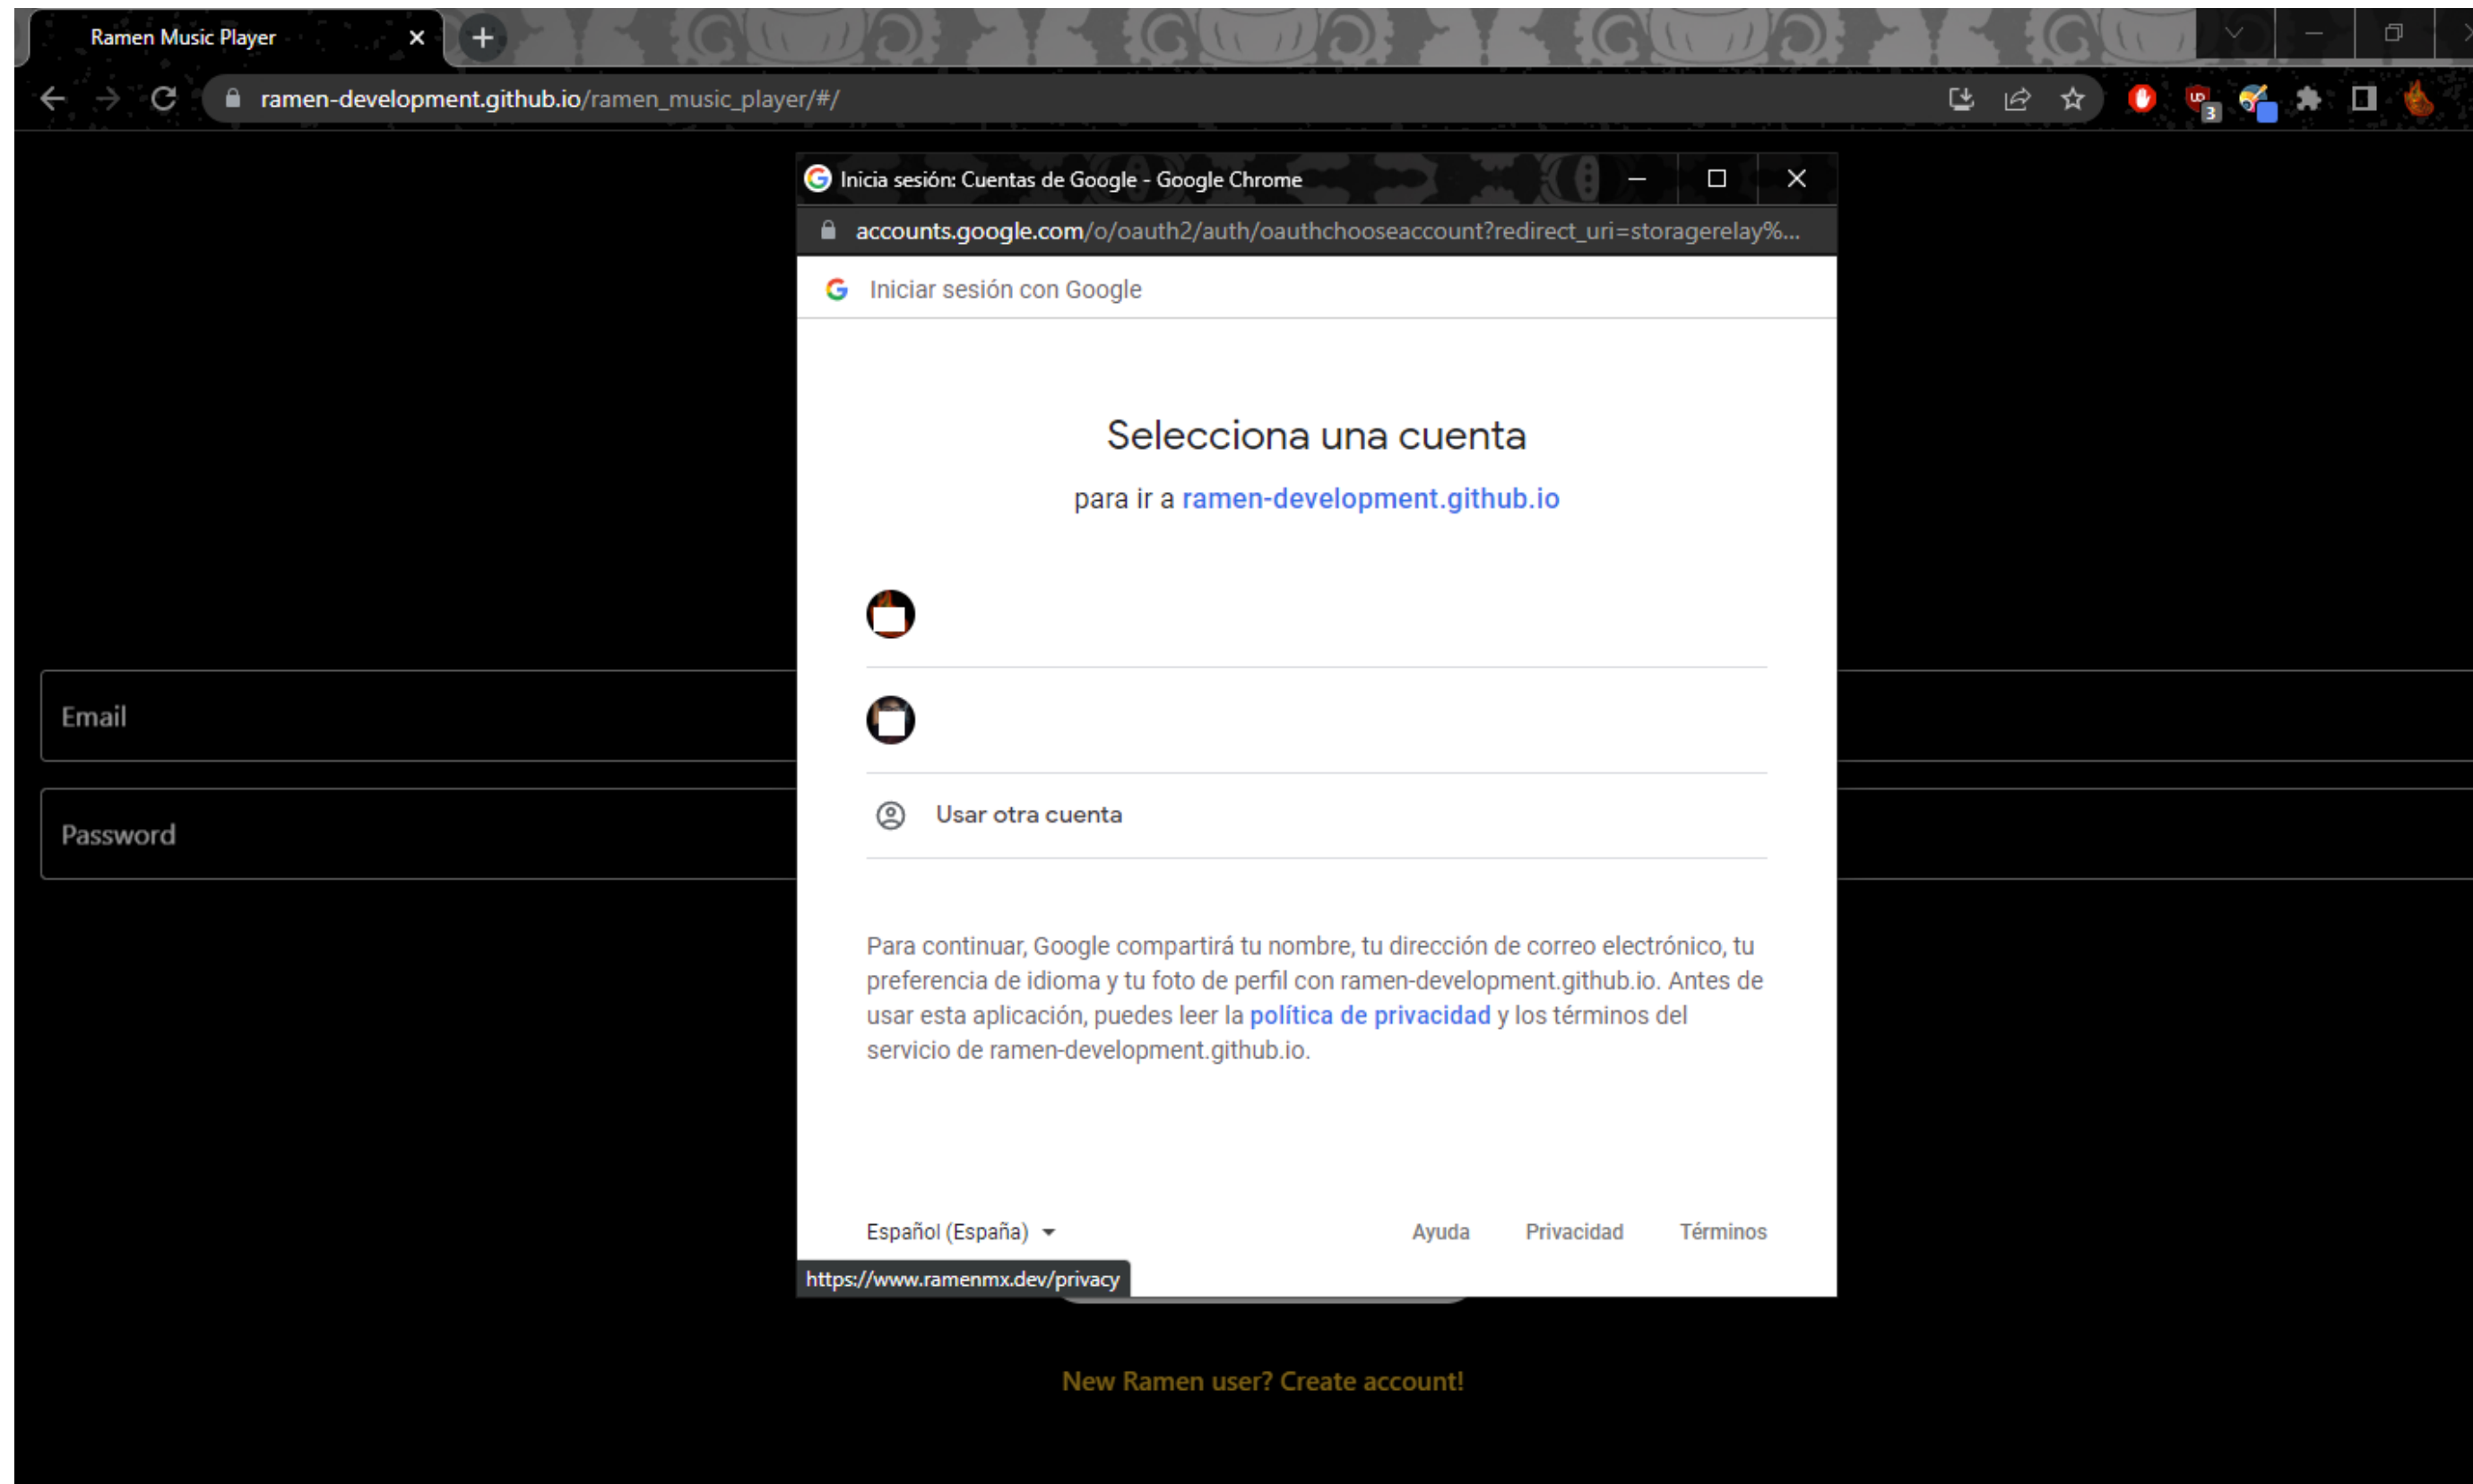 Ramen Music Player
ramen-development.github.io/ramen_music_player/#/
UD
3
Inicia sesión: Cuentas de Google - Google Chrome
accounts.google.com/o/oauth2/auth/oauthchooseaccount?redirect_uri=storagerelay%...
G Iniciar sesión con Google
Selecciona una cuenta
para ir a ramen-development.github.io
Email
Password
Usar otra cuenta
Para continuar, Google compartirá tu nombre, tu dirección de correo electrónico, tu
preferencia de idioma y tu foto de perfil con ramen-development.github.io. Antes de
usar esta aplicación, puedes leer la política de privacidad y los términos del
servicio de ramen-development.github.io.
Español (España)
Ayuda Privacidad Términos
https://www.ramenmx.dev/privacy
New Ramen user? Create account!